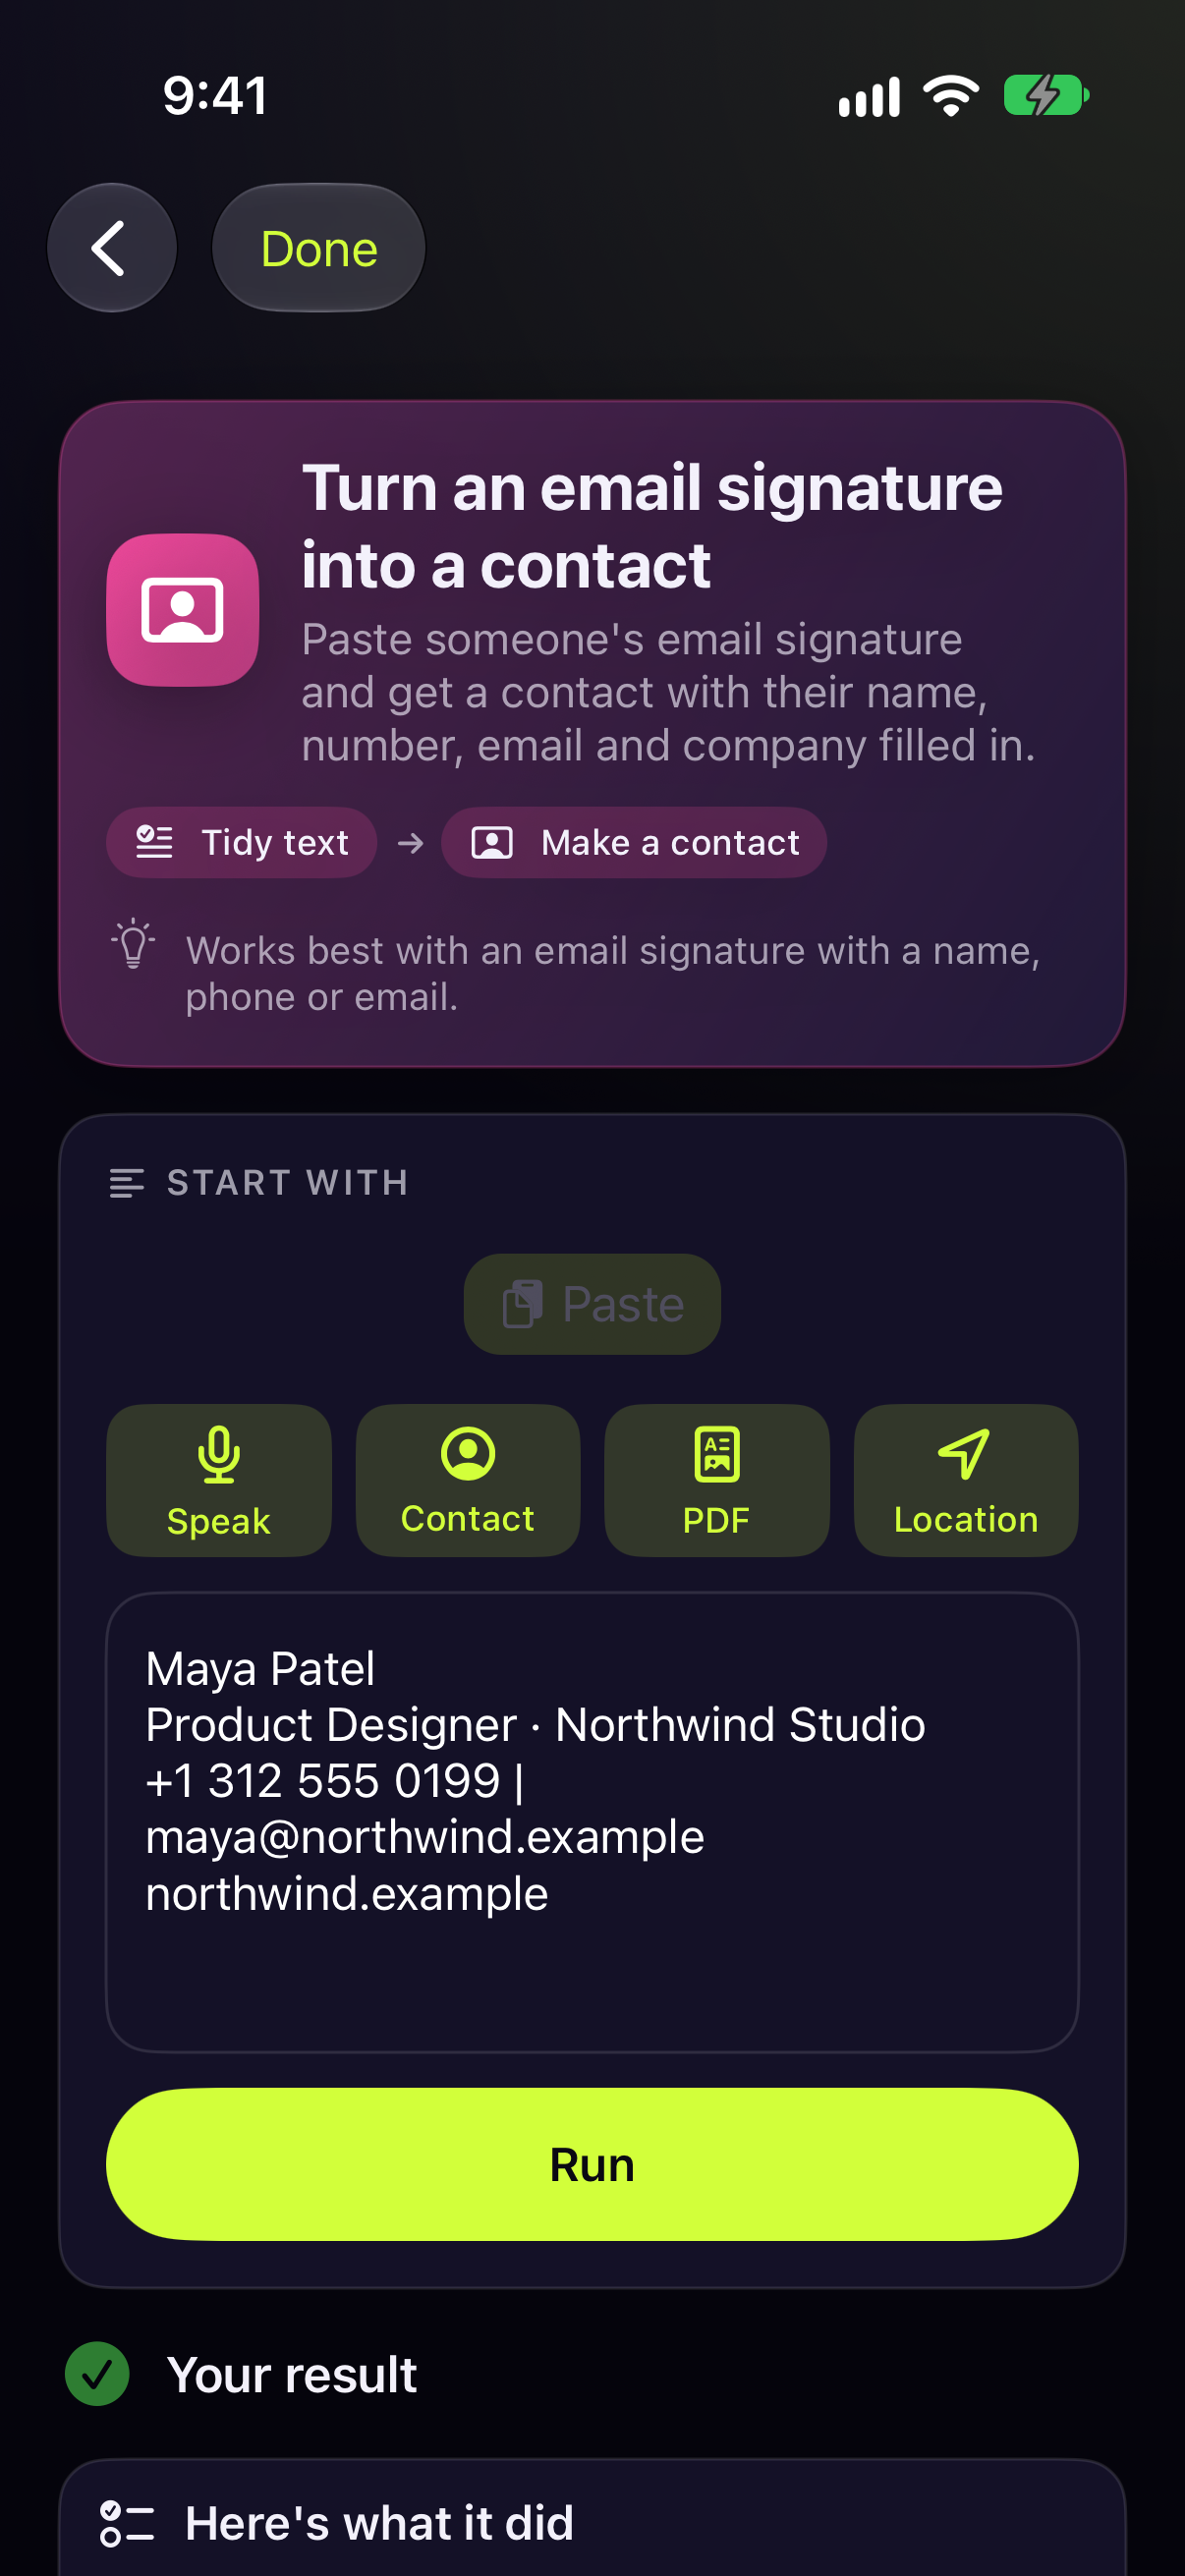 9:41
Done
Turn an email signature
into a contact
Paste someone's email signature
and get a contact with their name,
number, email and company filled in.
Tidy text → Make a contact
Works best with an email signature with a name,
phone or email.
START WITH
Paste
Speak Contact PDF Location
Maya Patel
Product Designer · Northwind Studio
+1 312 555 0199 |
maya@northwind.example
northwind.example
Run
Your result
Here's what it did